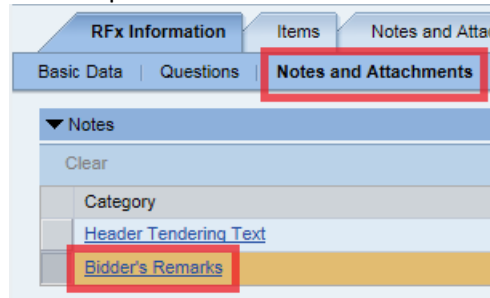 RFx Information Items Notes and Atta
Basic Data | Questions | Notes and Attachments
Notes
Clear
Category
Header Tendering Text
Bidder's Remarks